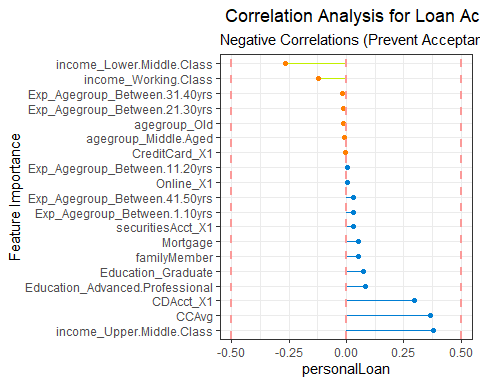 Correlation Analysis for Loan Ac
Negative Correlations (Prevent Acceptan
income_Lower.Middle.Class
income_Working.Class
Exp_Agegroup_Between.31.40yrs
Exp_Agegroup_Between.21.30yrs
agegroup_Old
agegroup_Middle.Aged
CreditCard_X1
Exp_Agegroup_Between.11.20yrs
Online_X1
Exp_Agegroup_Between.41.50yrs
Exp_Agegroup_Between.1.10yrs
securitiesAcct_X1
Mortgage
familyMember
Education_Graduate
Education_Advanced.Professional
CDAcct_X1
CCAvg
income_Upper.Middle.Class
Feature Importance
-0.50 -0.25 0.00 0.25 0.50
personalLoan